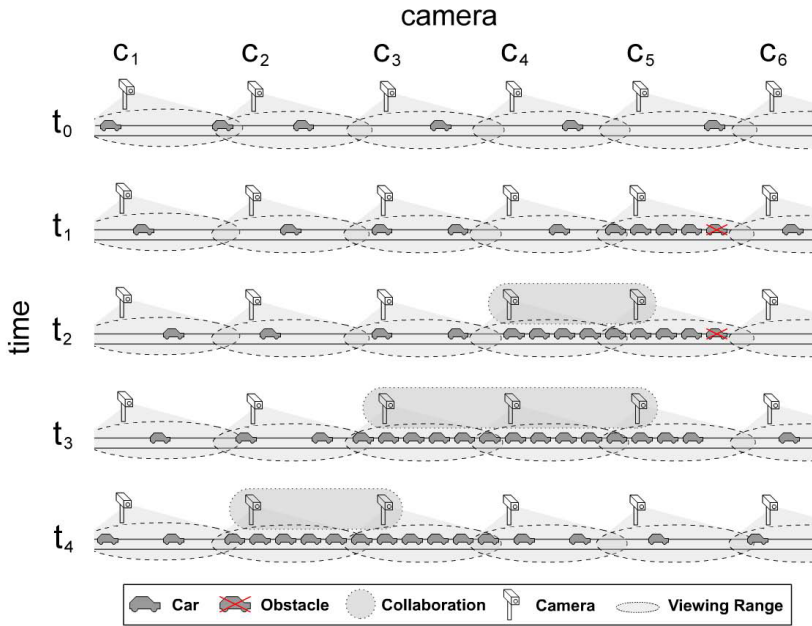 camera
c1 c2 c3 c4 c5 c6
time
t0
t1
t2
t3
t4
Car Obstacle Collaboration Camera Viewing Range